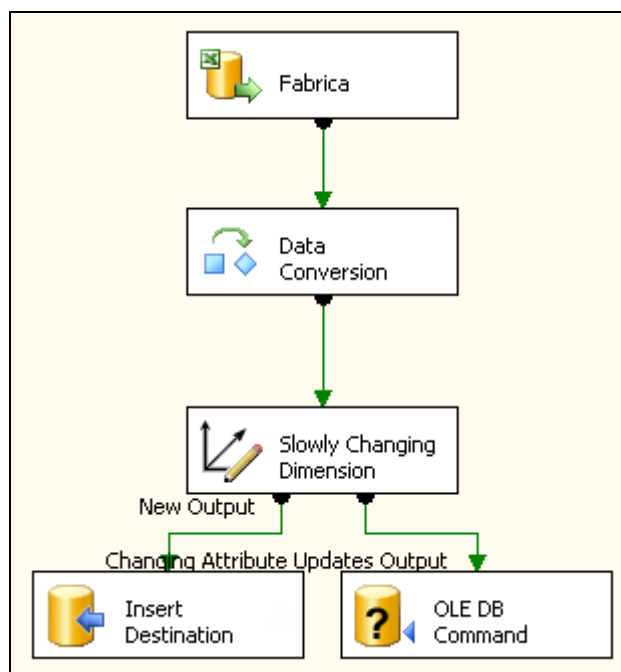 Fabrica
Data
Conversion
Slowly Changing
Dimension
New Output
Changing Attribute Updates Output
Insert
Destination
OLE DB
Command